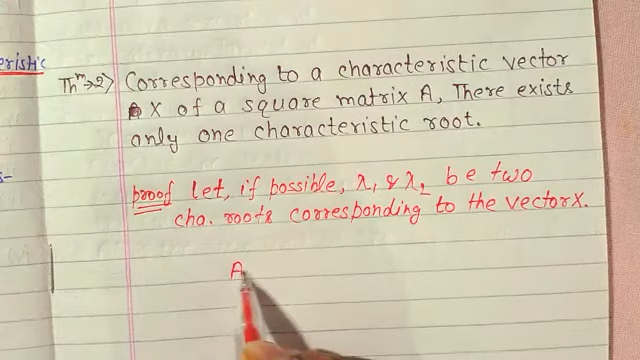 eristic
Thm→2> Corresponding to a characteristic vector
X of a square matrix A, There exists
only one characteristic root.
proof Let, if possible, λ1 & λ2 be two
cha. roots corresponding to the vector X.
A